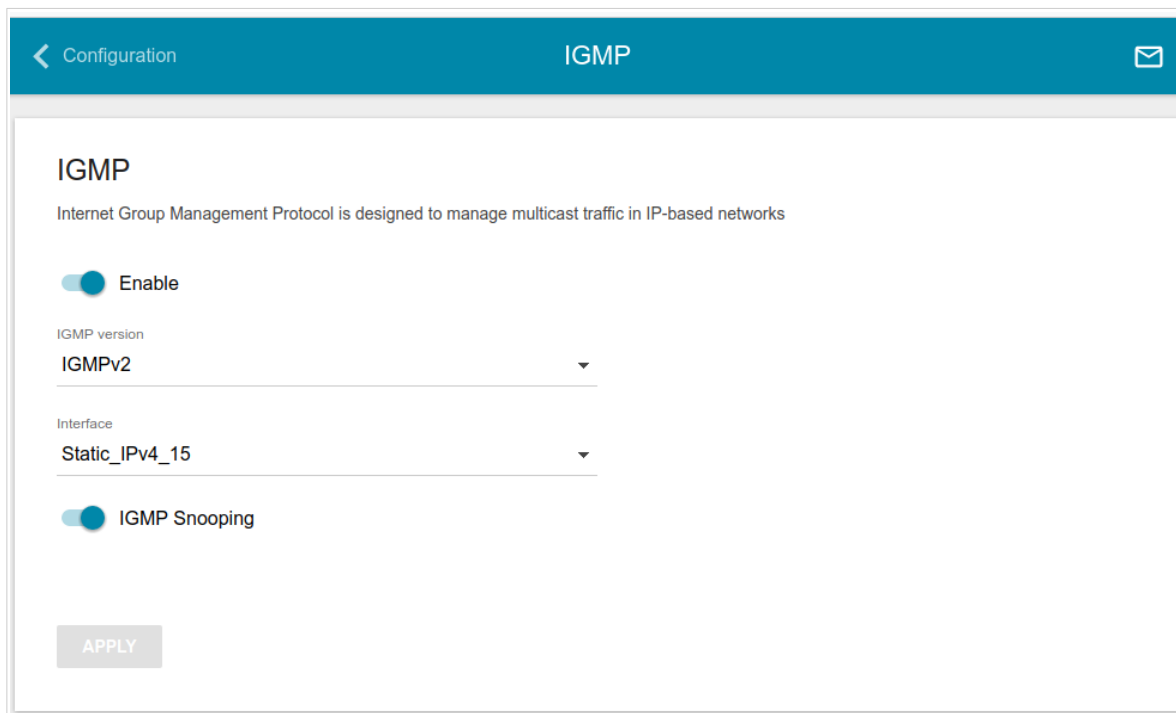 Configuration
IGMP
IGMP
Internet Group Management Protocol is designed to manage multicast traffic in IP-based networks
Enable
IGMP version
IGMPv2
Interface
Static_IPv4_15
IGMP Snooping
APPLY